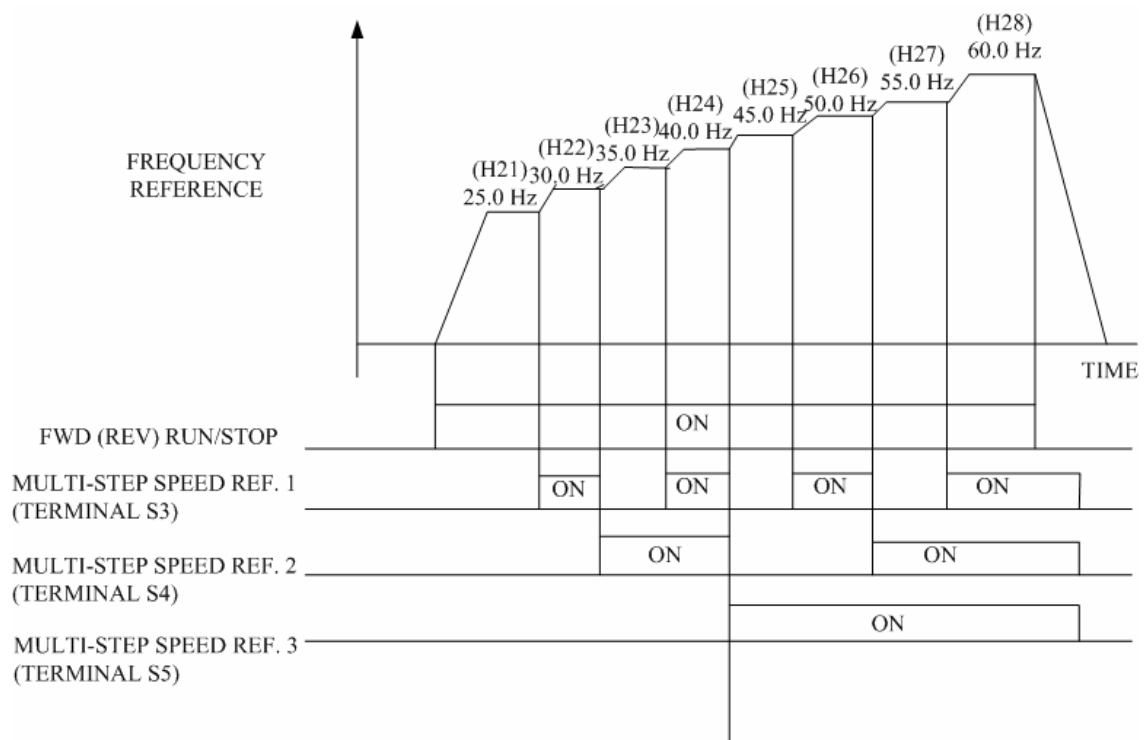 (H28)
60.0 Hz
(H27)
55.0 Hz
(H26)
50.0 Hz
(H25)
45.0 Hz
(H24)
40.0 Hz
(H23)
35.0 Hz
(H22)
30.0 Hz
(H21)
25.0 Hz
FREQUENCY
REFERENCE
TIME
ON
FWD (REV) RUN/STOP
MULTI-STEP SPEED REF. 1
(TERMINAL S3)
ON
ON
ON
ON
MULTI-STEP SPEED REF. 2
(TERMINAL S4)
ON
ON
MULTI-STEP SPEED REF. 3
(TERMINAL S5)
ON